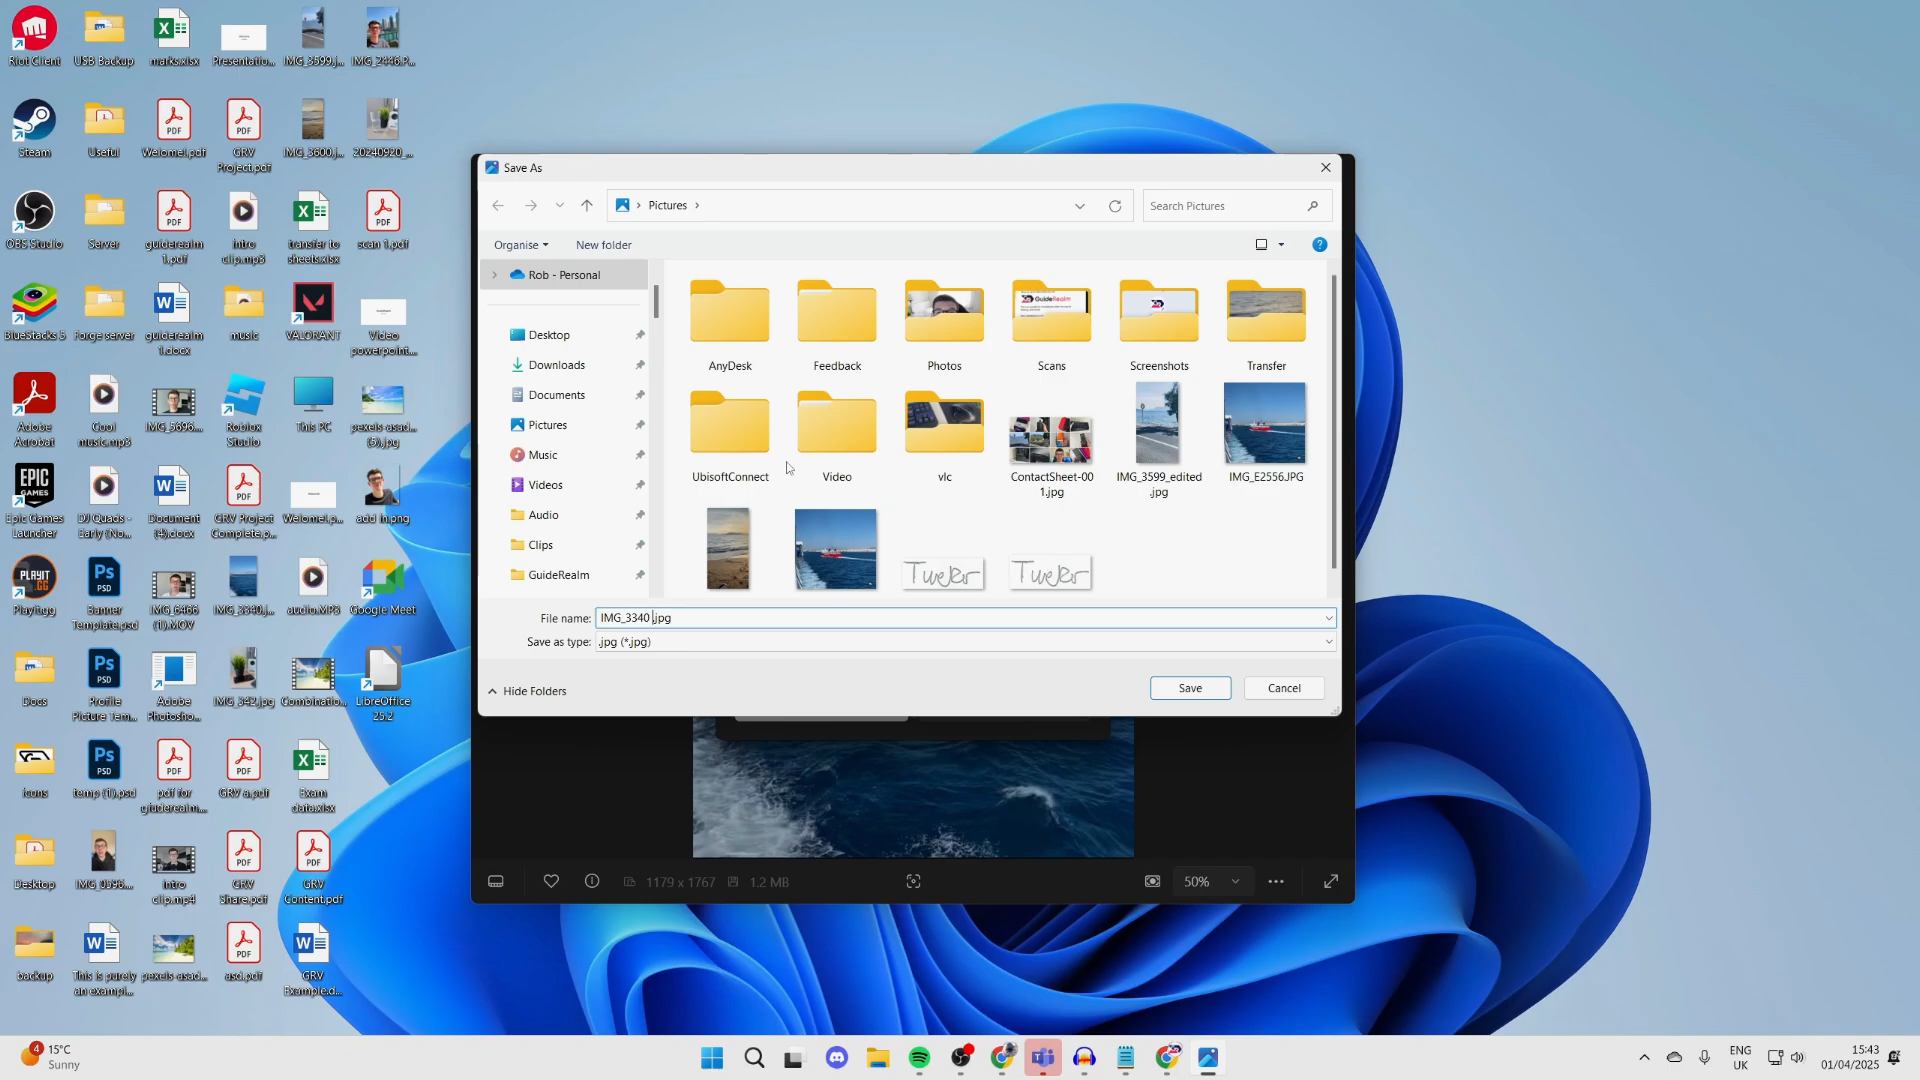 Riot Client
USB Backup
marks.xlsx
Presentatio...
IMG_3599.j...
IMG_2446.P...
Steam
Useful
Welome!.pdf
GRV
Project.pdf
IMG_3600.j...
20240920_...
OBS Studio
Server
guiderealm
1.pdf
intro
clip.mp3
transfer to
sheets.xlsx
scan 1.pdf
BlueStacks 5
Forge server
guiderealm
1.docx
music
VALORANT
Video
powerpoint...
Adobe
Acrobat
Cool
music.mp3
IMG_5696...
Roblox
Studio
This PC
pexels-asad...
(5).jpg
EPIC
GAMES
Epic Games
Launcher
DJ Quads -
Early (No...
Document
(4).docx
GRV Project
Complete.p...
Welome!.p...
add in.png
PLAYIT
.GG
Playit.gg
Banner
Template.psd
IMG_6466
(1).MOV
IMG_3340.j...
audio.MP3
Google Meet
Docs
Profile
Picture Tem...
Adobe
Photosho...
IMG_342.jpg
Combinatio...
LibreOffice
25.2
icons
temp (1).psd
pdf for
giuderealm...
GRV a.pdf
Exam
data.xlsx
Desktop
IMG_0596...
intro
clip.mp4
GRV
Share.pdf
GRV
Content.pdf
backup
This is purely
an exampl...
pexels-asad...
asd.pdf
GRV
Example.d...
Save As
Pictures
Search Pictures
Organise
New folder
Rob - Personal
Desktop
Downloads
Documents
Pictures
Music
Videos
Audio
Clips
GuideRealm
AnyDesk
Feedback
Photos
GuideRealm
Scans
Screenshots
Transfer
UbisoftConnect
Video
vlc
ContactSheet-00
1.jpg
IMG_3599_edited
.jpg
IMG_E2556.JPG
File name:
IMG_3340 .jpg
Save as type:
.jpg (*.jpg)
Hide Folders
Save
Cancel
1179 x 1767
1.2 MB
50%
4
15°C
Sunny
ENG
UK
15:43
01/04/2025